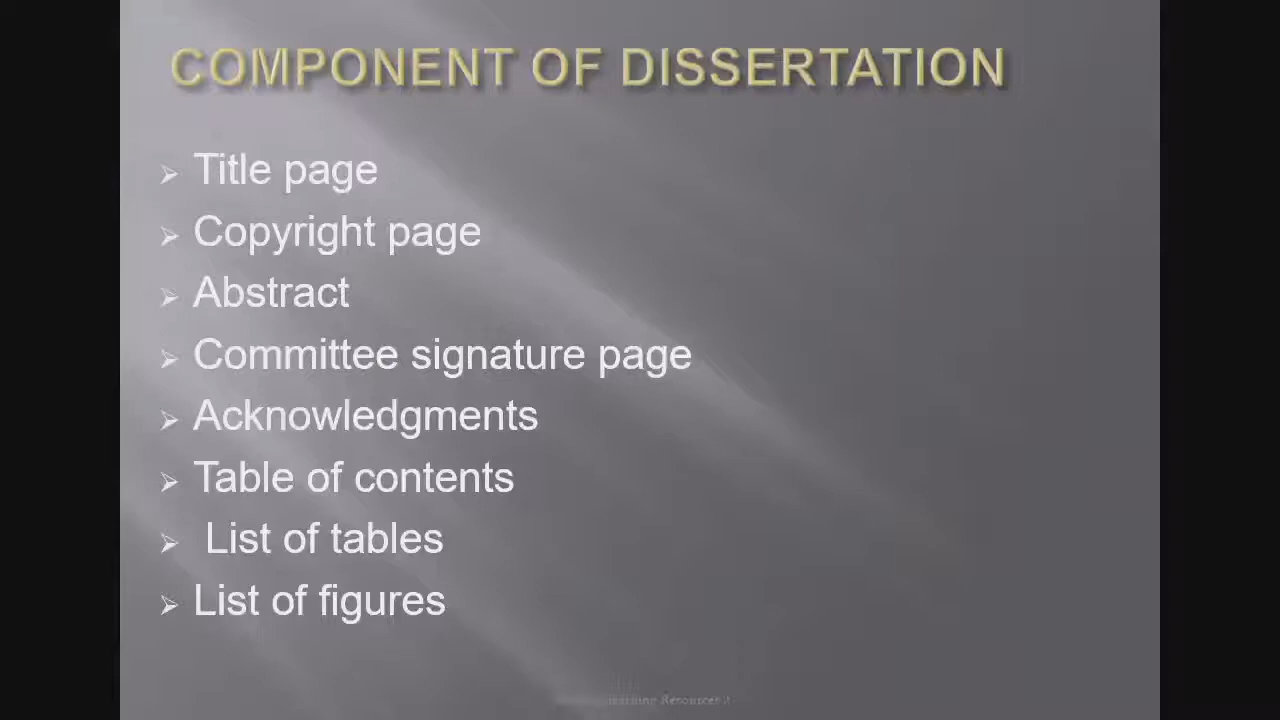 COMPONENT OF DISSERTATION
Title page
Copyright page
Abstract
Committee signature page
Acknowledgments
Table of contents
List of tables
List of figures
Resources